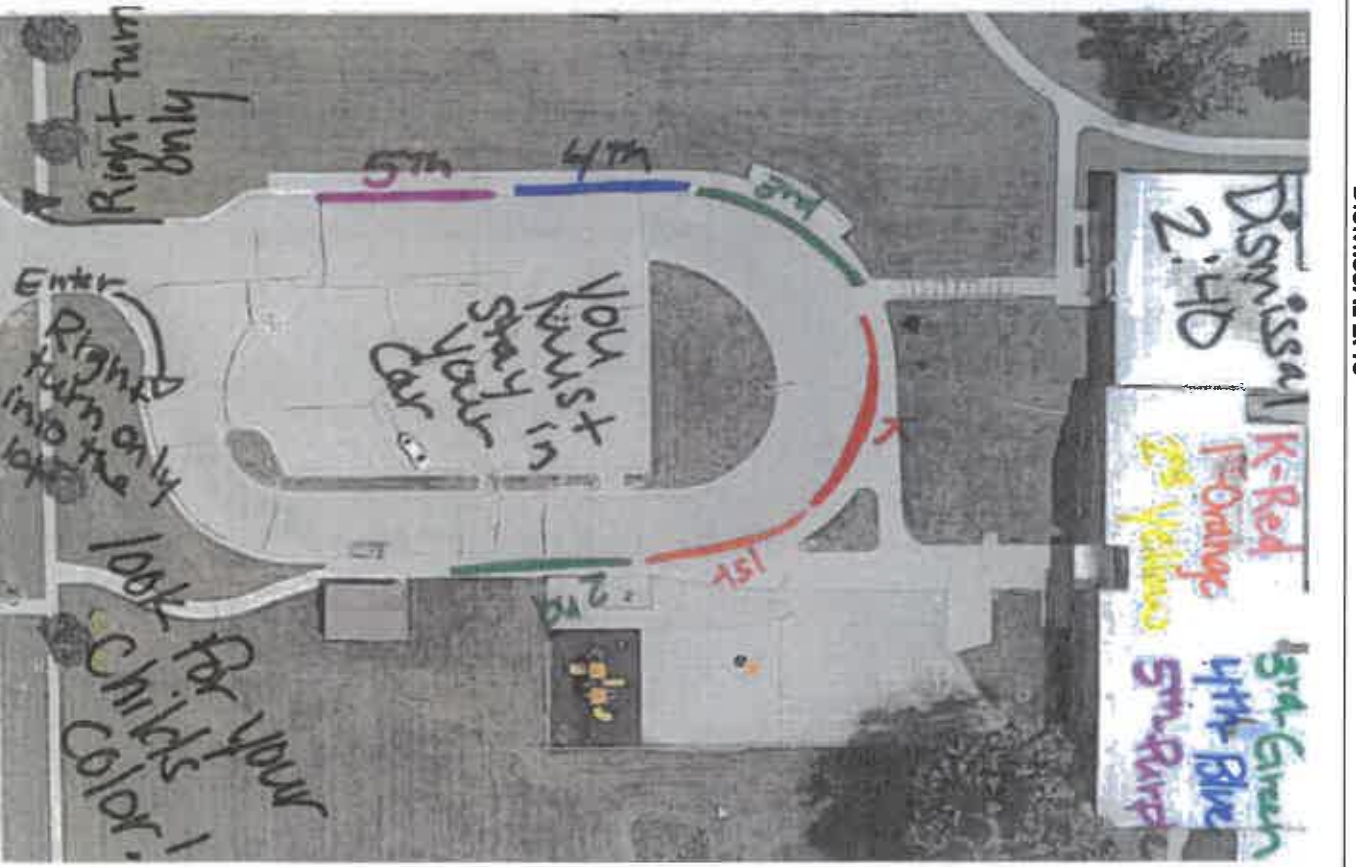 Dismissal
2:40
K-Red
1st Orange
2nd Yellow
3rd-Green
4th-Blue
5th-Purp
Right turn
only
5Th
4Th
K
1st
2nd
You
must
stay in
your
Car
Enter
Right
turn only
into the
lot
look
for your
Childs
Color!